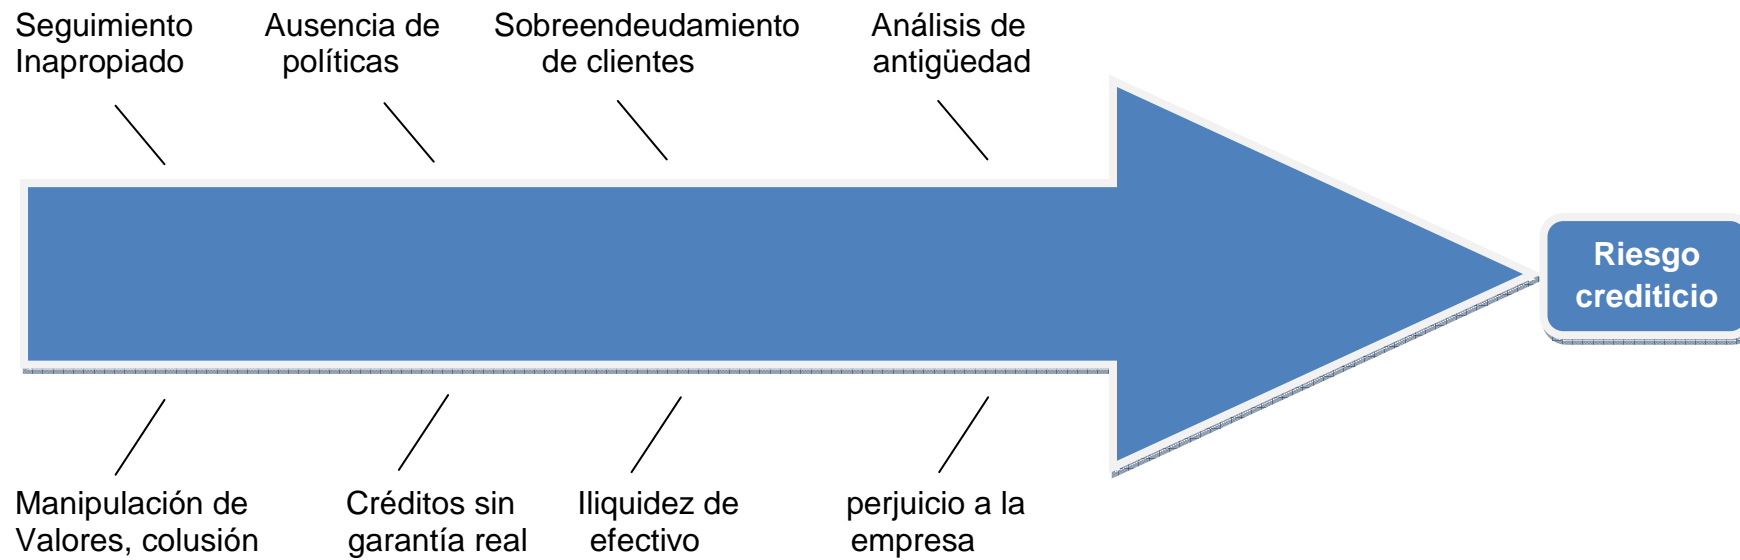 Seguimiento
Inapropiado
Ausencia de
políticas
Sobreendeudamiento
de clientes
Análisis de
antigüedad
Riesgo
crediticio
Manipulación de
Valores, colusión
Créditos sin
garantía real
Iliquidez de
efectivo
perjuicio a la
empresa